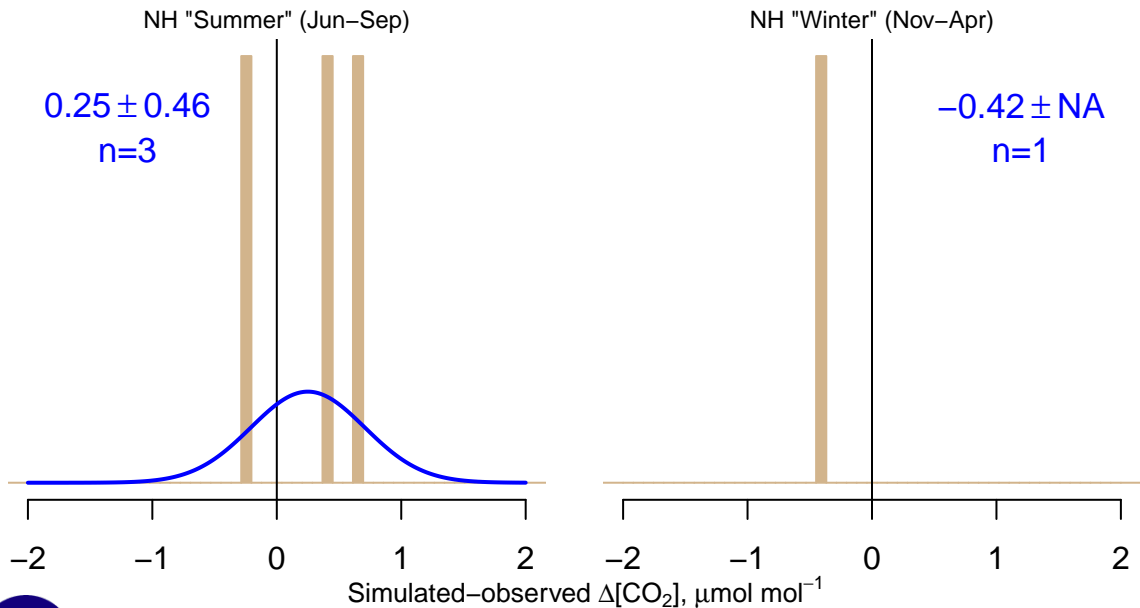 NH "Summer" (Jun−Sep)
0.25 ± 0.46
n=3
−2 −1 0 1 2
NH "Winter" (Nov−Apr)
−0.42 ± NA
n=1
−2 −1 0 1 2
Simulated−observed Δ[CO₂], μmol mol⁻¹